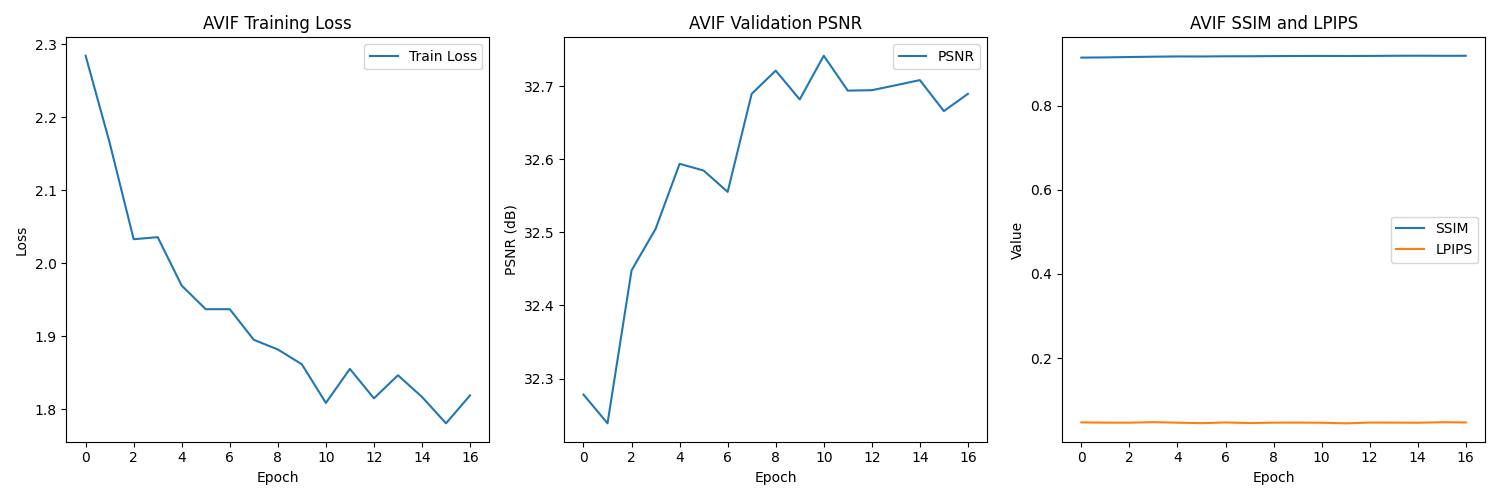 AVIF Training Loss
Train Loss
2.3
2.2
2.1
2.0
1.9
1.8
Loss
0 2 4 6 8 10 12 14 16
Epoch
AVIF Validation PSNR
PSNR
32.7
32.6
32.5
32.4
32.3
PSNR (dB)
0 2 4 6 8 10 12 14 16
Epoch
AVIF SSIM and LPIPS
0.8
0.6
0.4
0.2
Value
SSIM
LPIPS
0 2 4 6 8 10 12 14 16
Epoch